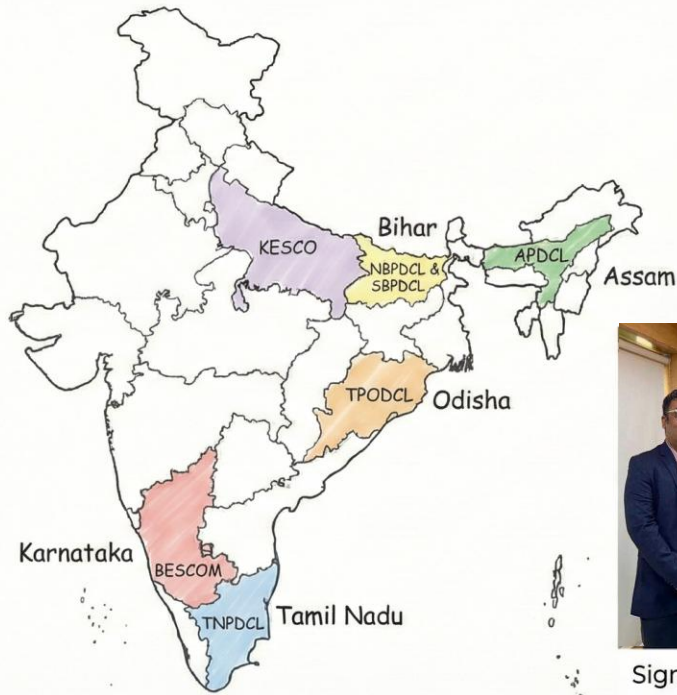 KESCO
Bihar
NBPDCL &
SBPDCL
APDCL
Assam
TPODCL
Odisha
Karnataka
BESCOM
TNPDCL
Tamil Nadu